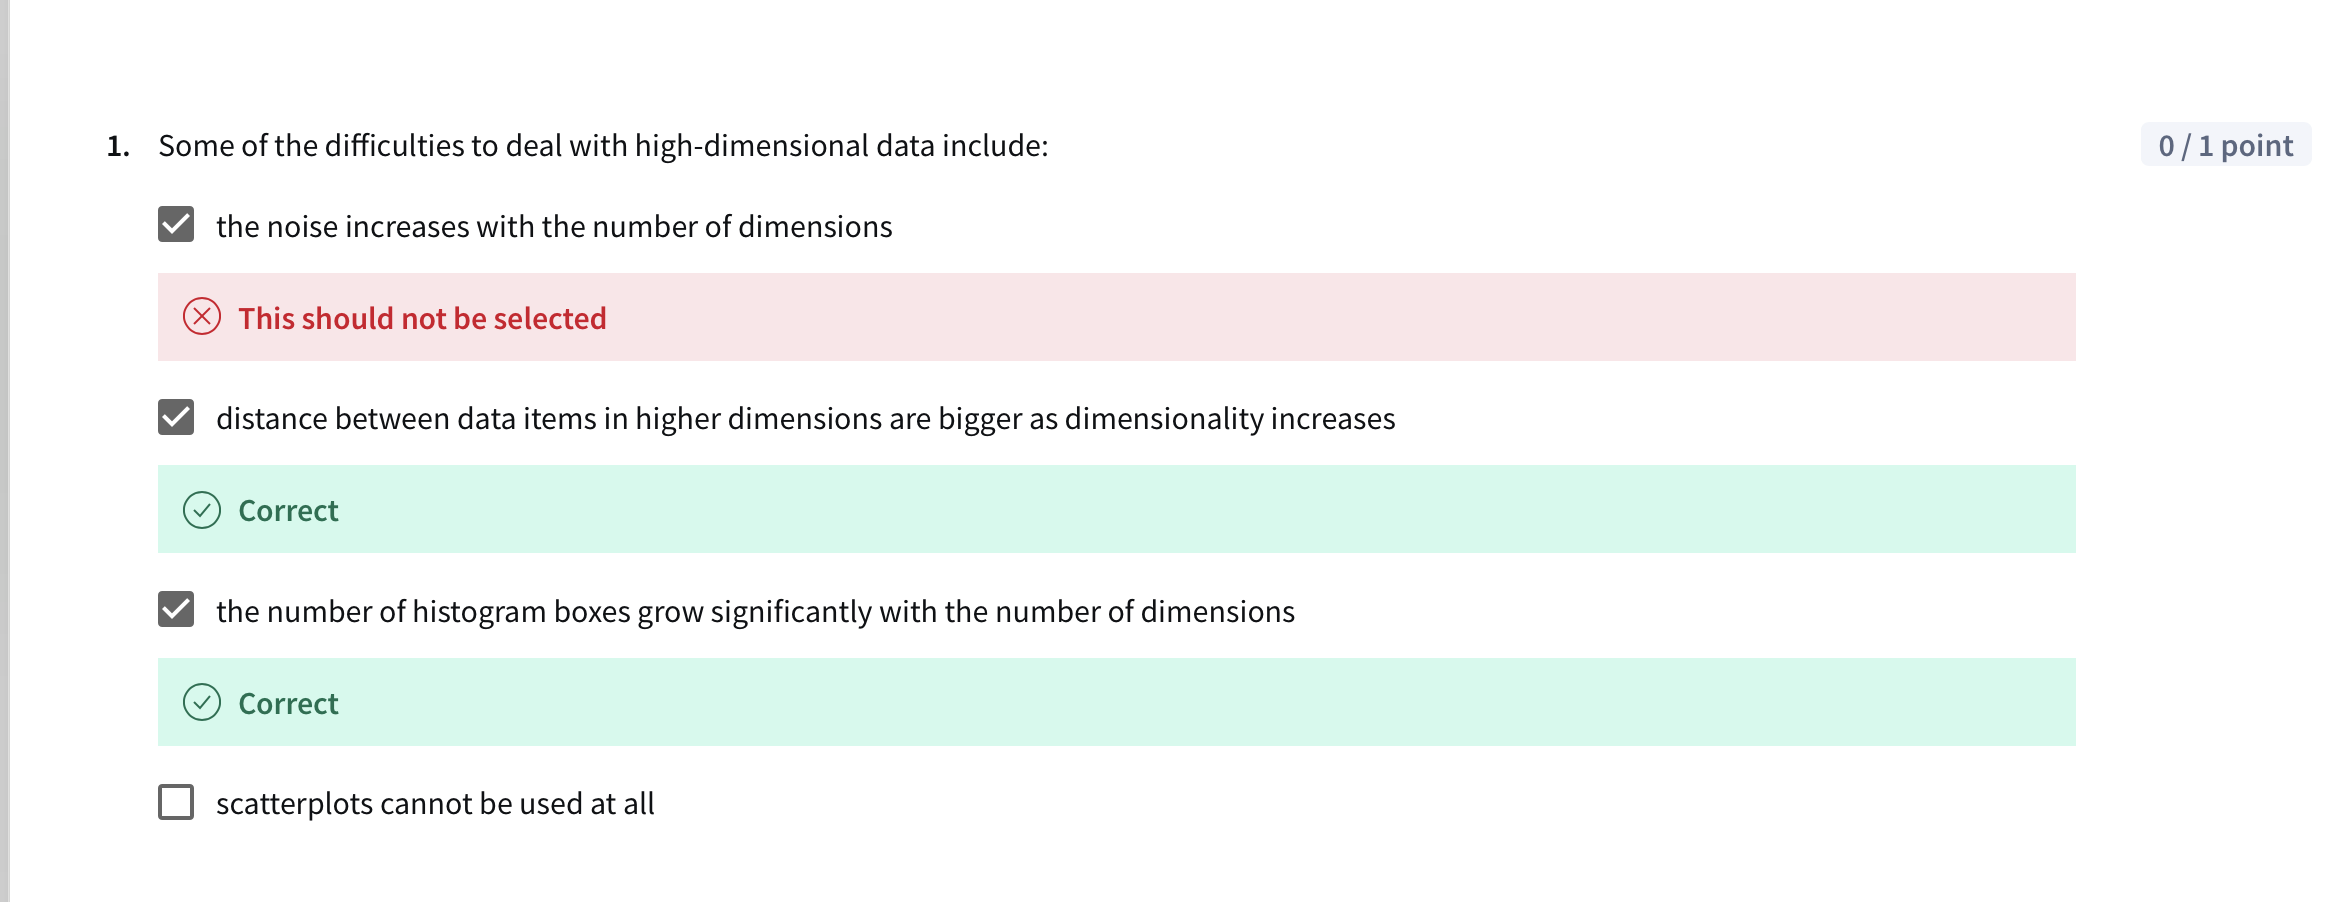 1. Some of the difficulties to deal with high-dimensional data include:
0 / 1 point
the noise increases with the number of dimensions
This should not be selected
distance between data items in higher dimensions are bigger as dimensionality increases
Correct
the number of histogram boxes grow significantly with the number of dimensions
Correct
scatterplots cannot be used at all